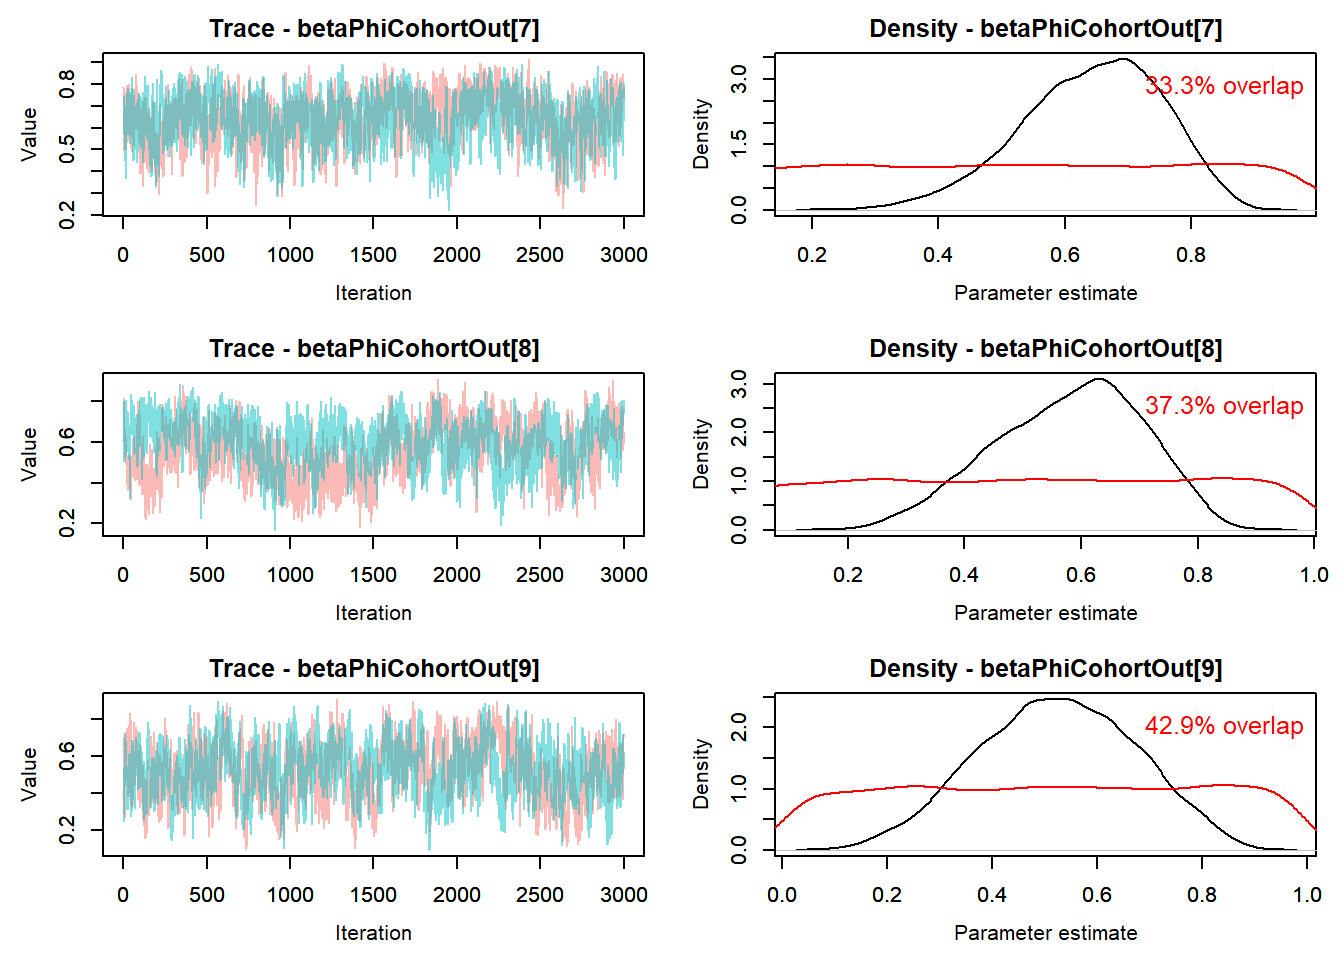 Trace - betaPhiCohortOut[7]
Value
0.2 0.5 0.8
0 500 1000 1500 2000 2500 3000
Iteration
Density - betaPhiCohortOut[7]
33.3% overlap
Density
0.0 1.5 3.0
0.2 0.4 0.6 0.8
Parameter estimate
Trace - betaPhiCohortOut[8]
Value
0.2 0.6
0 500 1000 1500 2000 2500 3000
Iteration
Density - betaPhiCohortOut[8]
37.3% overlap
Density
0.0 1.0 2.0 3.0
0.2 0.4 0.6 0.8 1.0
Parameter estimate
Trace - betaPhiCohortOut[9]
Value
0.2 0.6
0 500 1000 1500 2000 2500 3000
Iteration
Density - betaPhiCohortOut[9]
42.9% overlap
Density
0.0 1.0 2.0
0.0 0.2 0.4 0.6 0.8 1.0
Parameter estimate